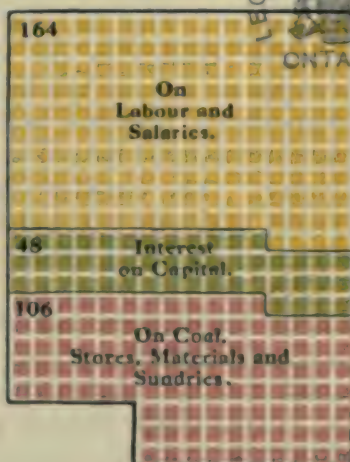 164
On
Labour and
Salaries.
48
Interest
on Capital.
106
On Coal,
Stores, Materials and
Sundries.